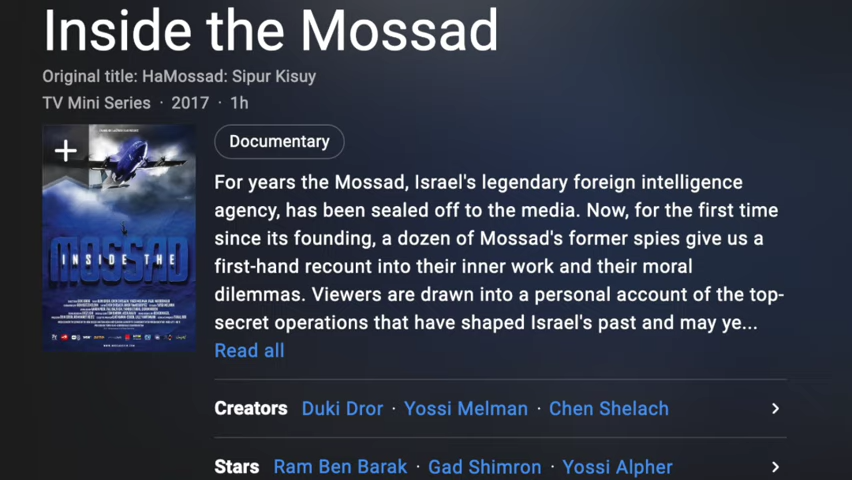 Inside the Mossad
Original title: HaMossad: Sipur Kisuy
TV Mini Series · 2017 · 1h
Documentary
For years the Mossad, Israel's legendary foreign intelligence
agency, has been sealed off to the media. Now, for the first time
since its founding, a dozen of Mossad's former spies give us a
first-hand recount into their inner work and their moral
dilemmas. Viewers are drawn into a personal account of the top-
secret operations that have shaped Israel's past and may ye...
Read all
MOSSAD
INSIDE THE
Creators Duki Dror · Yossi Melman · Chen Shelach
Stars Ram Ben Barak · Gad Shimron · Yossi Alpher